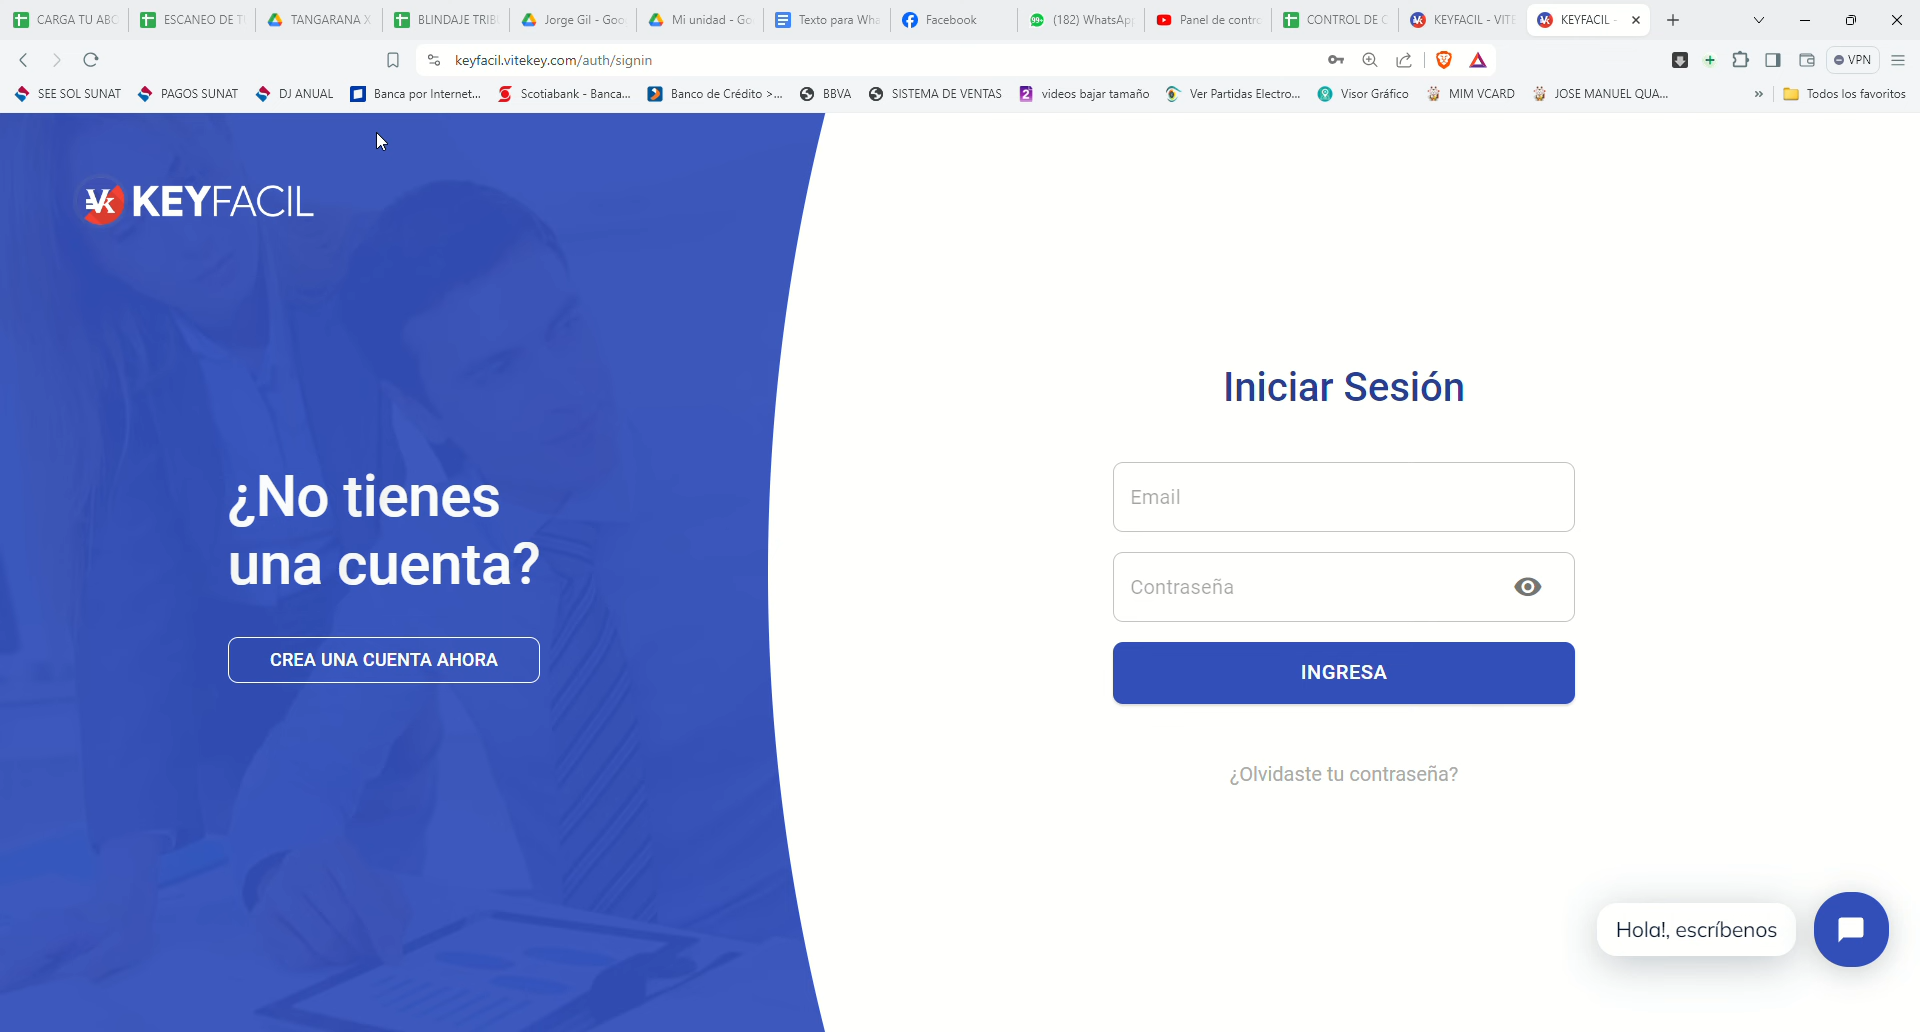 CARGA TU ABO
ESCANEO DE T
TANGARANA X
BLINDAJE TRIB
Jorge Gil - Goo
Mi unidad - Go
Texto para Wha
Facebook
(182) WhatsAp
Panel de contro
CONTROL DE C
KEYFACIL - VITE
KEYFACIL -
keyfacil.vitekey.com/auth/signin
VPN
SEE SOL SUNAT
PAGOS SUNAT
DJ ANUAL
Banca por Internet...
Scotiabank - Banca...
Banco de Crédito >...
BBVA
SISTEMA DE VENTAS
videos bajar tamaño
Ver Partidas Electro...
Visor Gráfico
MIM VCARD
JOSE MANUEL QUA...
»
Todos los favoritos
KEYFACIL
¿No tienes
una cuenta?
CREA UNA CUENTA AHORA
Iniciar Sesión
Email
Contraseña
INGRESA
¿Olvidaste tu contraseña?
Hola!, escríbenos